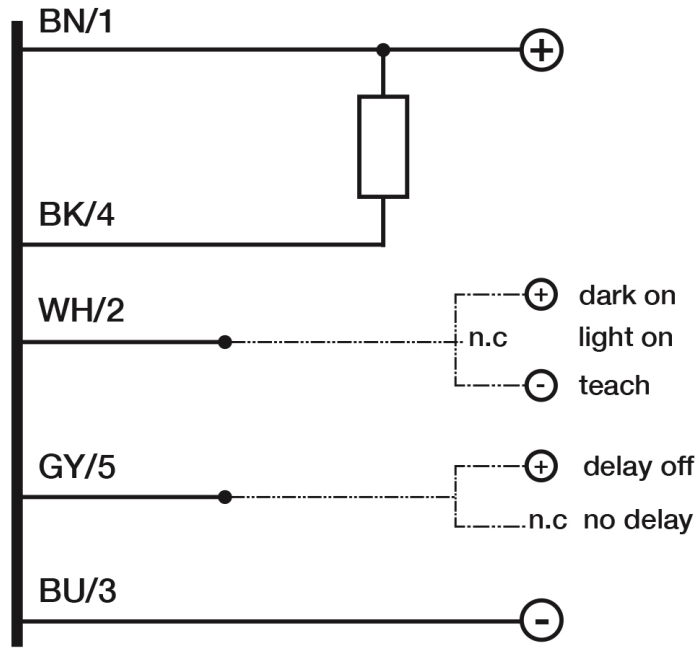 BN/1
+
BK/4
WH/2
+ dark on
n.c light on
- teach
GY/5
+ delay off
n.c no delay
BU/3
-